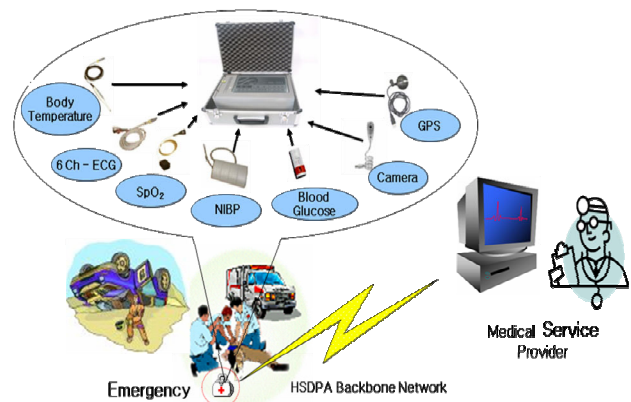 Body
Temperature
6 Ch - ECG
SpO₂
NIBP
Blood
Glucose
Camera
GPS
Medical Service
Provider
Emergency
HSDPA Backbone Network